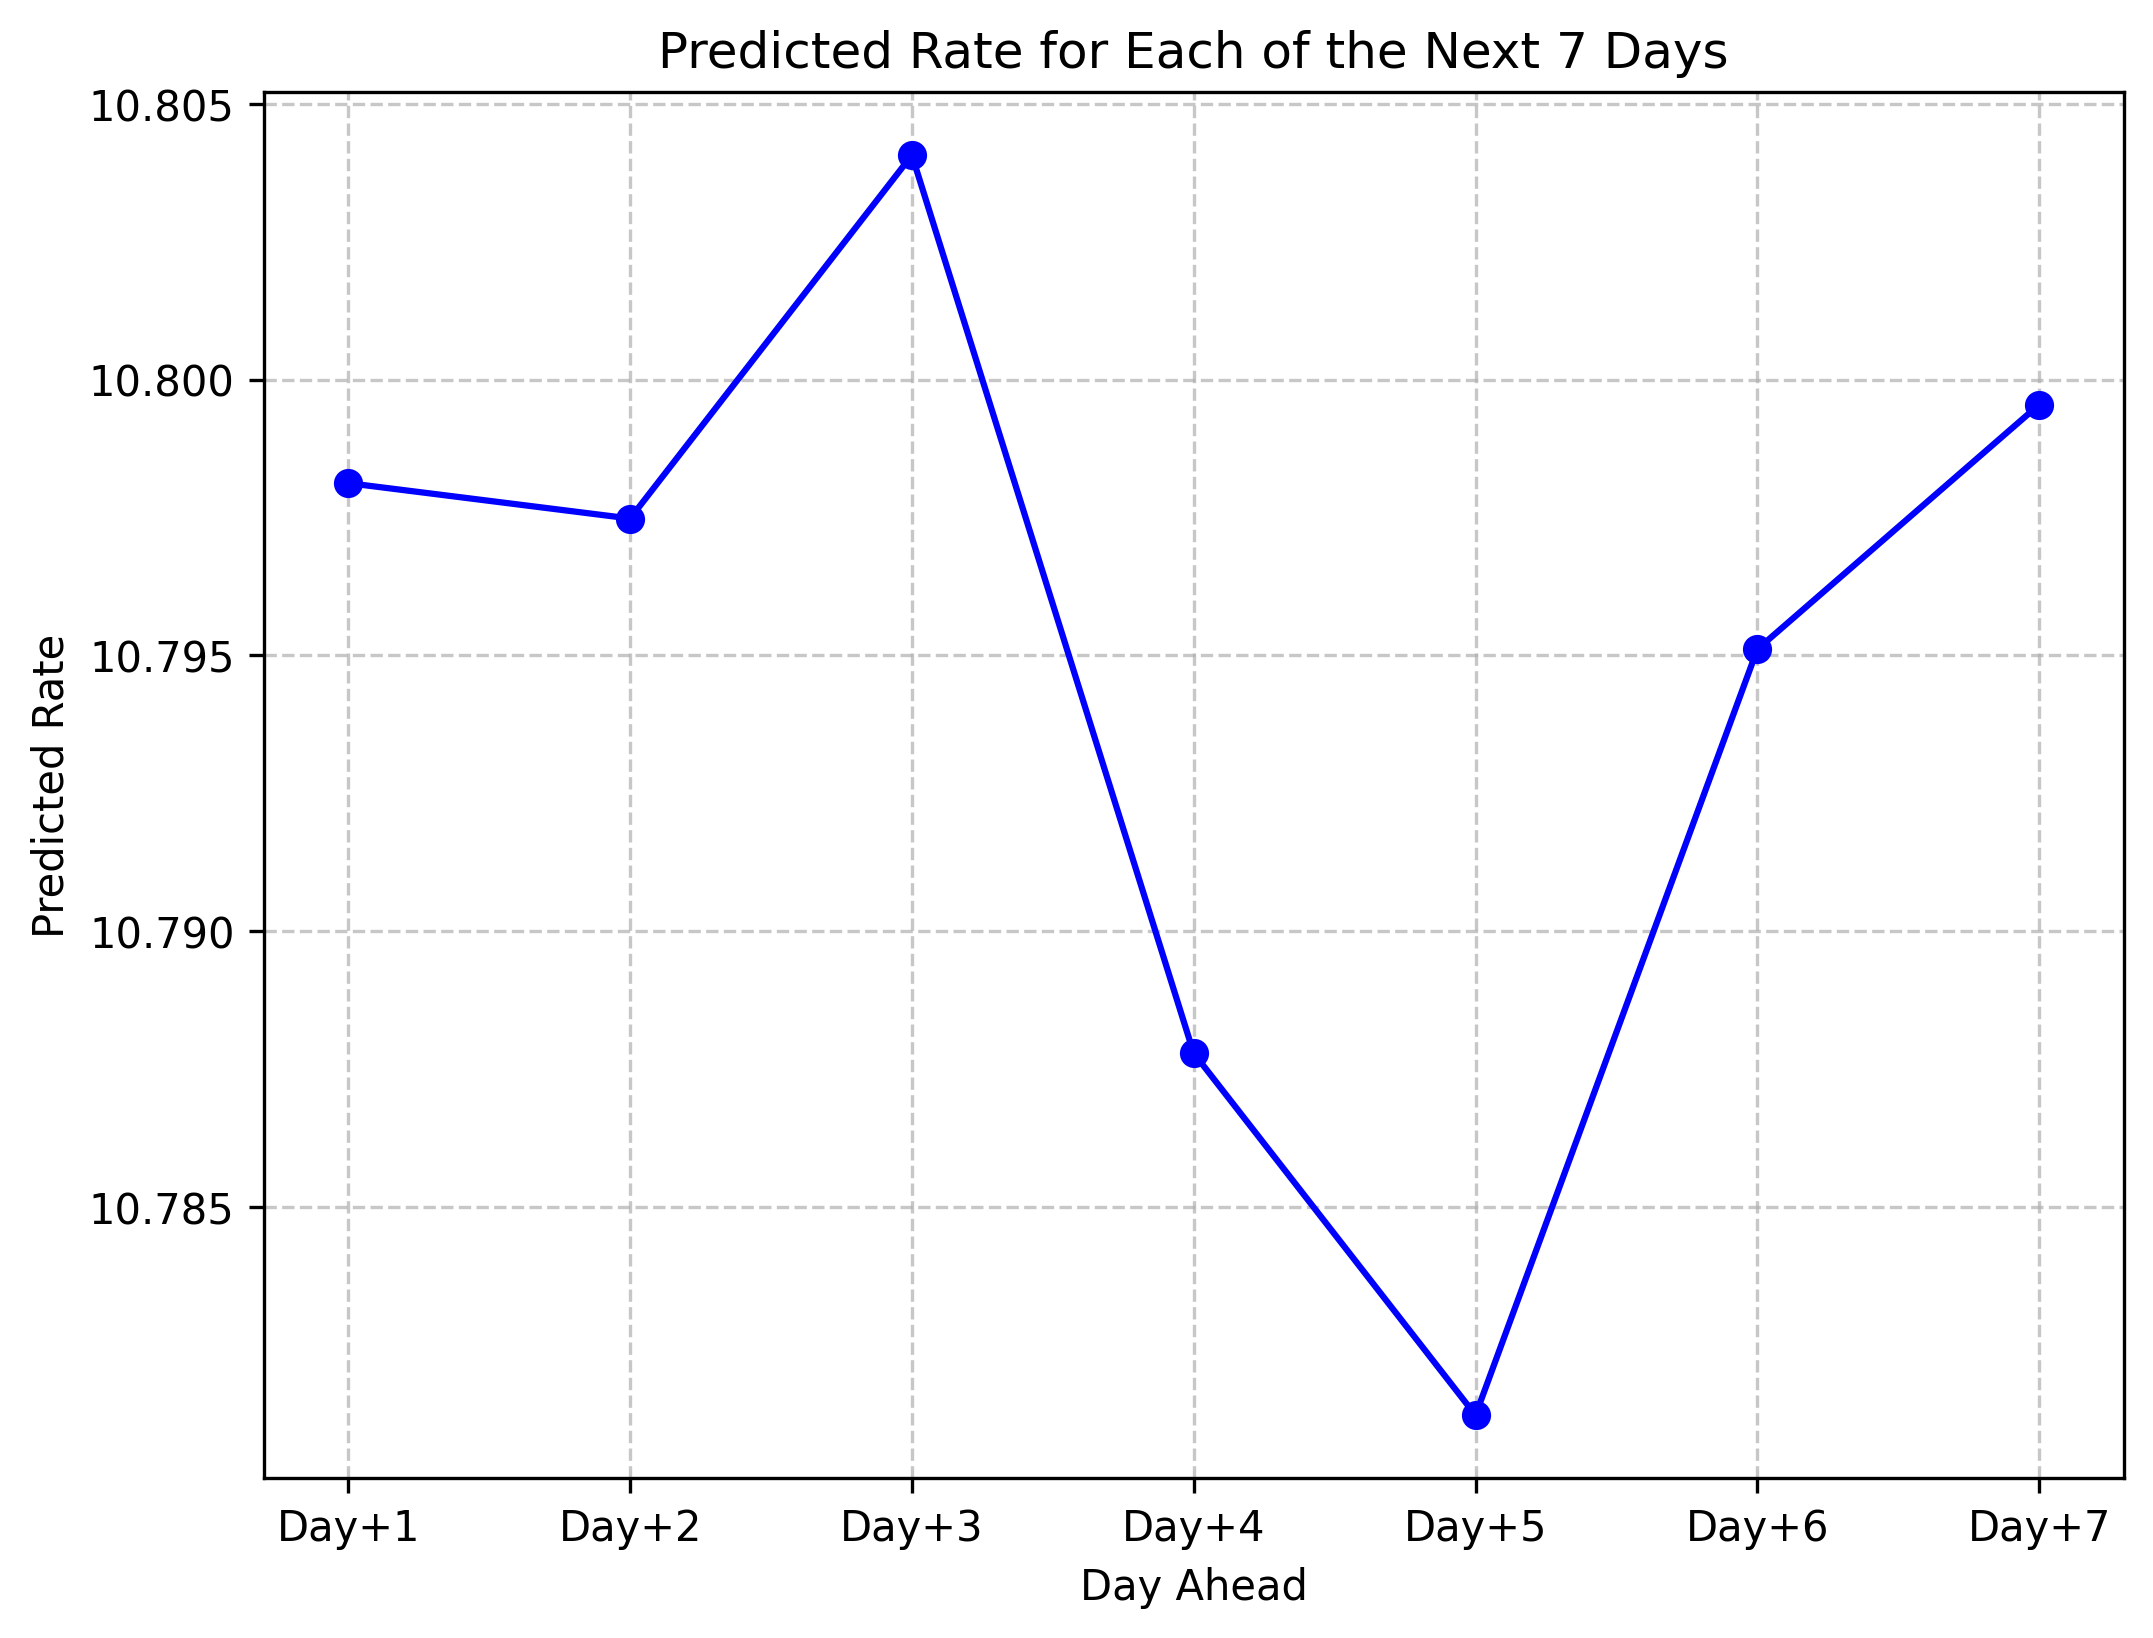 Predicted Rate for Each of the Next 7 Days
Predicted Rate
10.805
10.800
10.795
10.790
10.785
Day+1
Day+2
Day+3
Day+4
Day+5
Day+6
Day+7
Day Ahead